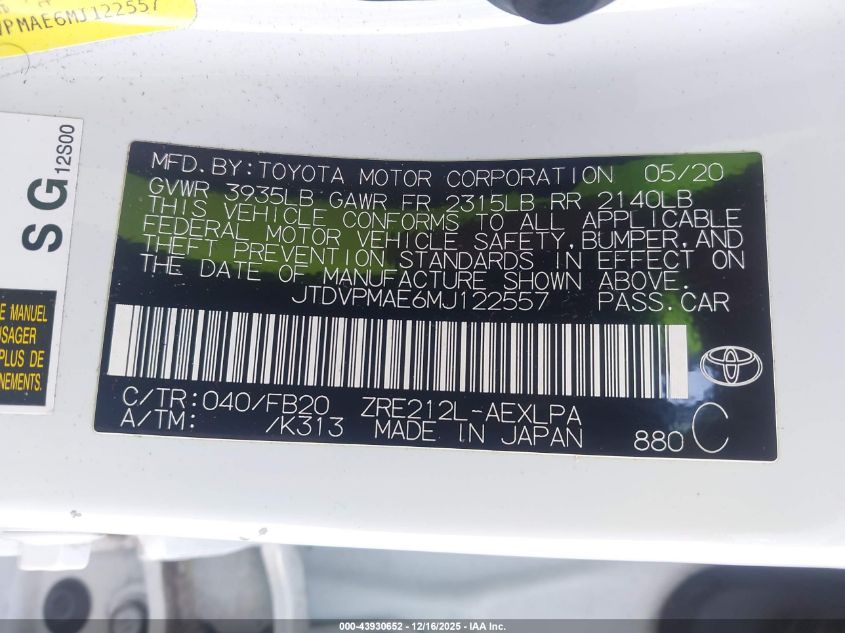 VPMAE6MJ122557
SG
12S00
E MANUEL
USAGER
PLUS DE
NEMENTS.
MFD.BY:TOYOTA MOTOR CORPORATION 05/20
GVWR 3935LB GAWR FR 2315LB RR 2140LB
THIS VEHICLE CONFORMS TO ALL APPLICABLE
FEDERAL MOTOR VEHICLE SAFETY,BUMPER,AND
THEFT PREVENTION STANDARDS IN EFFECT ON
THE DATE OF MANUFACTURE SHOWN ABOVE.
JTDVPMAE6MJ122557 PASS.CAR
C/TR:040/FB20 ZRE212L-AEXLPA
A/TM: /K313 MADE IN JAPAN 880 C
000-43930652 - 12/16/2025 - IAA Inc.